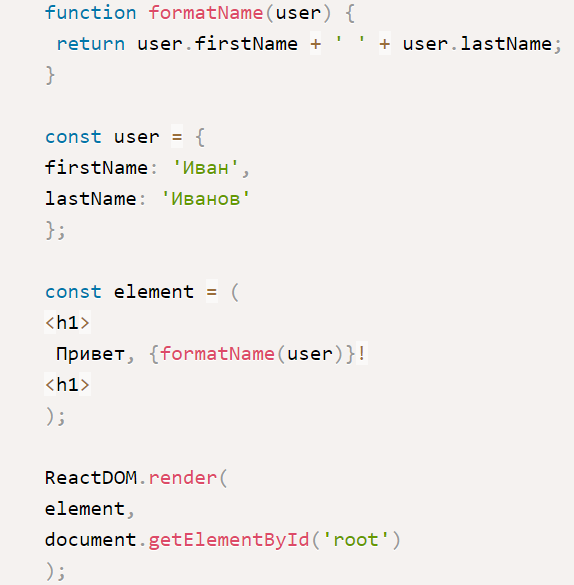 function formatName(user) {
return user.firstName + ' ' + user.lastName;
}
const user = {
firstName: 'Иван',
lastName: 'Иванов'
};
const element = (
<h1>
Привет, {formatName(user)}!
<h1>
);
ReactDOM.render(
element,
document.getElementById('root')
);